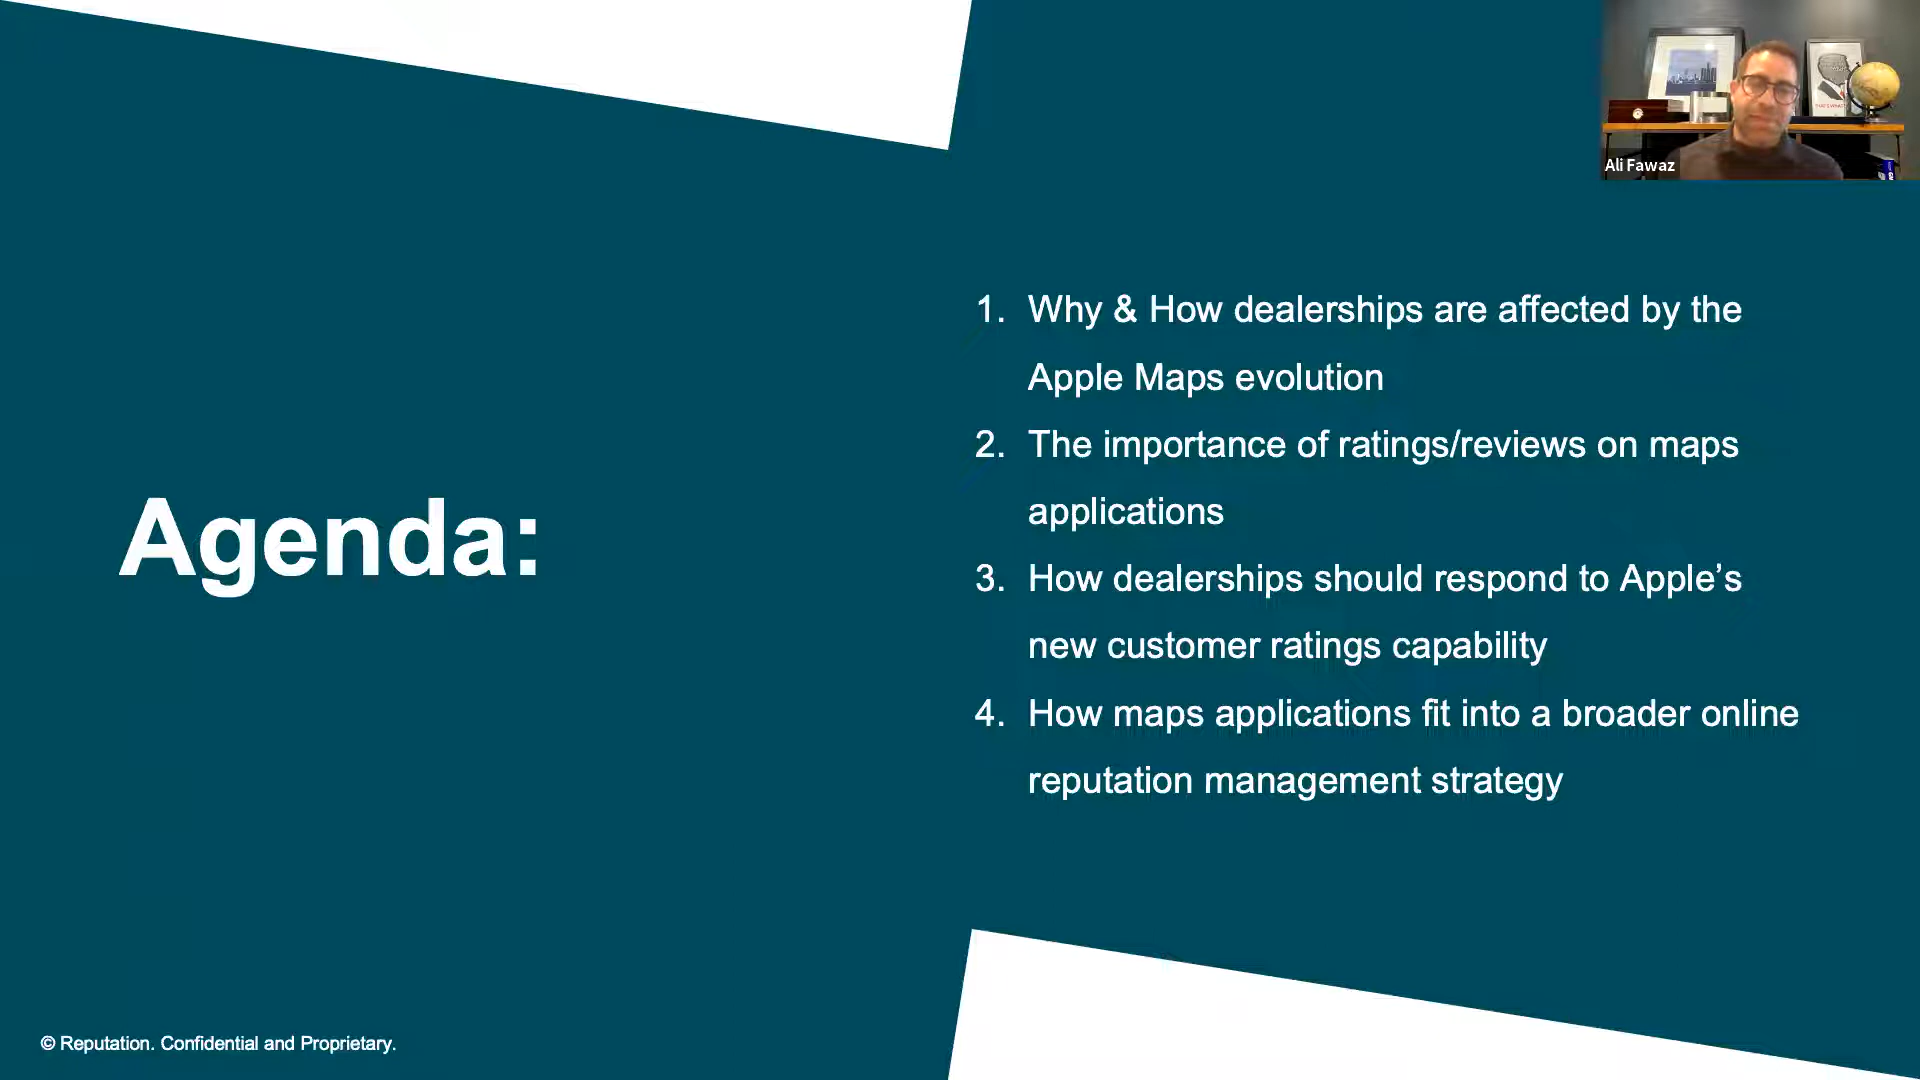 Ali Fawaz
Agenda:
1. Why & How dealerships are affected by the
Apple Maps evolution
2. The importance of ratings/reviews on maps
applications
3. How dealerships should respond to Apple’s
new customer ratings capability
4. How maps applications fit into a broader online
reputation management strategy
© Reputation. Confidential and Proprietary.